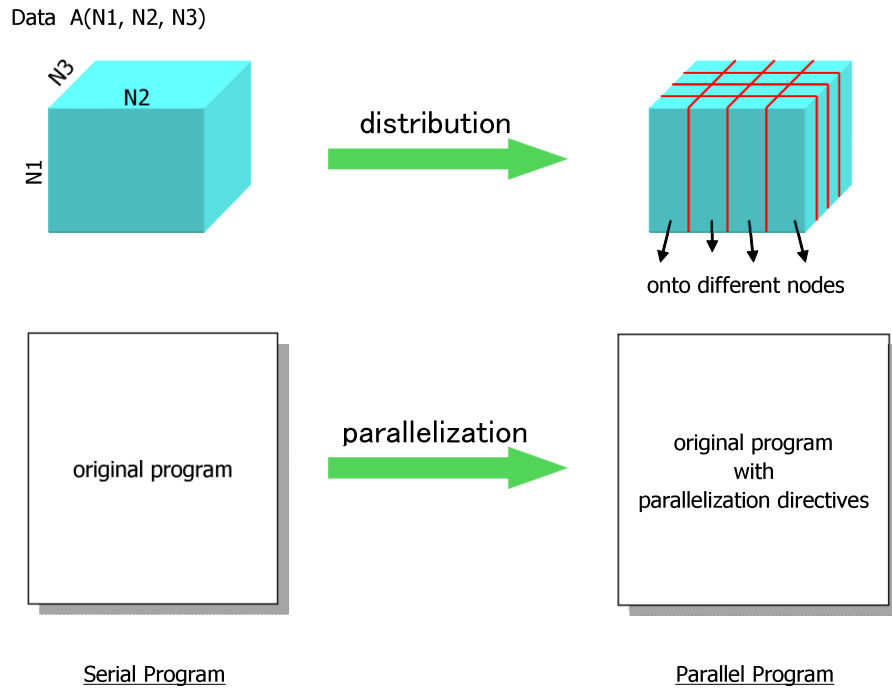 Data A(N1, N2, N3)
N3
N2
N1
distribution
onto different nodes
original program
parallelization
original program
with
parallelization directives
Serial Program
Parallel Program